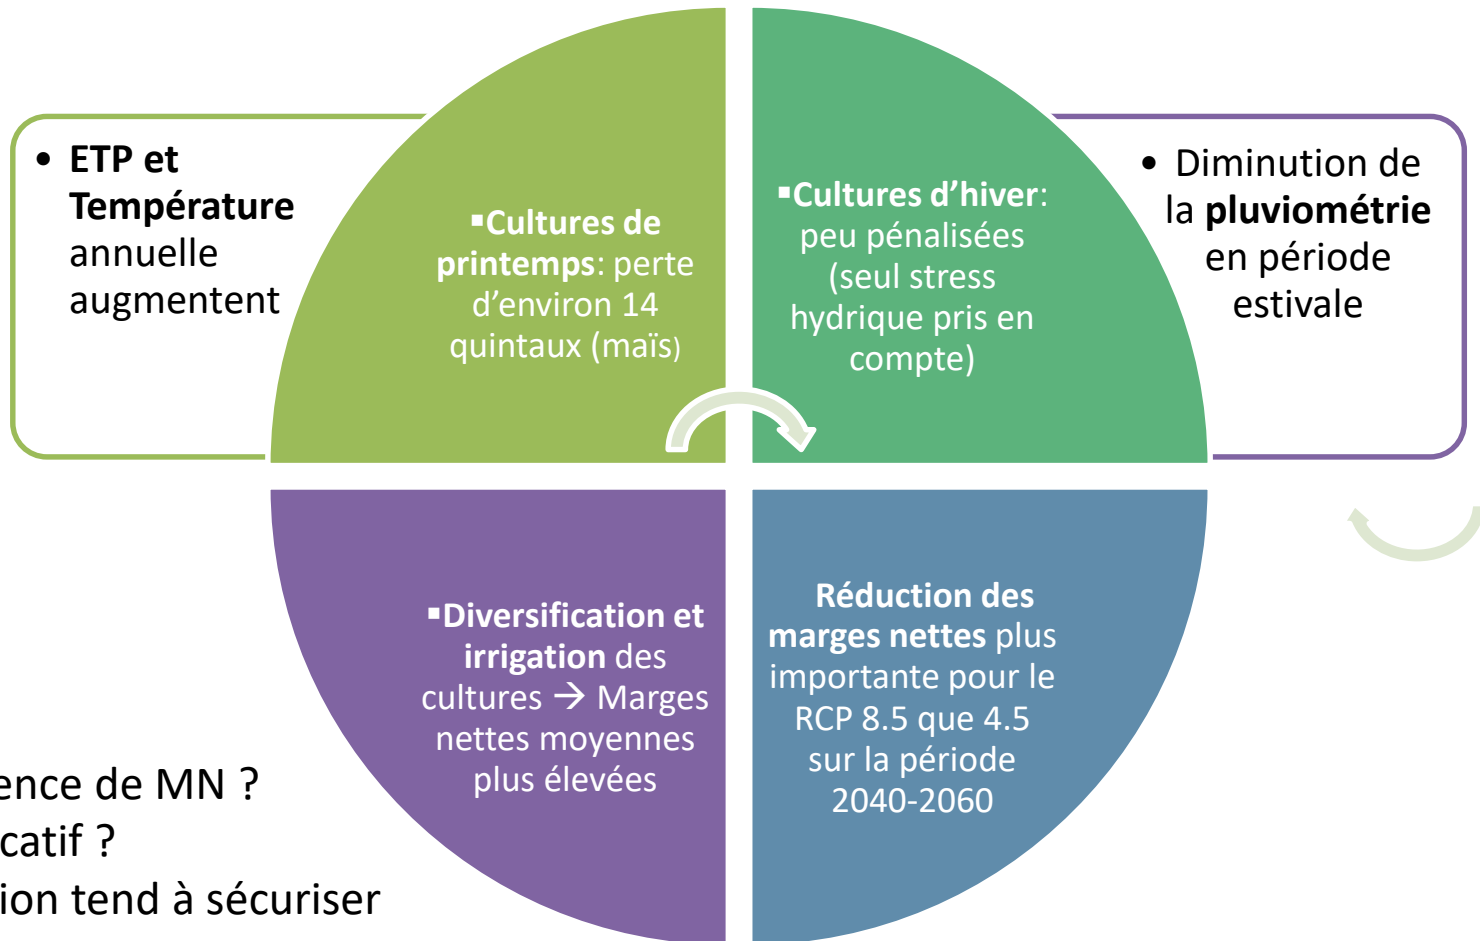 • ETP et
Température
annuelle
augmentent
▪Cultures de
printemps: perte
d’environ 14
quintaux (maïs)
▪Cultures d’hiver:
peu pénalisées
(seul stress
hydrique pris en
compte)
• Diminution de
la pluviométrie
en période
estivale
▪Diversification et
irrigation des
cultures → Marges
nettes moyennes
plus élevées
Réduction des
marges nettes plus
importante pour le
RCP 8.5 que 4.5
sur la période
2040-2060
ence de MN ?
catif ?
ion tend à sécuriser